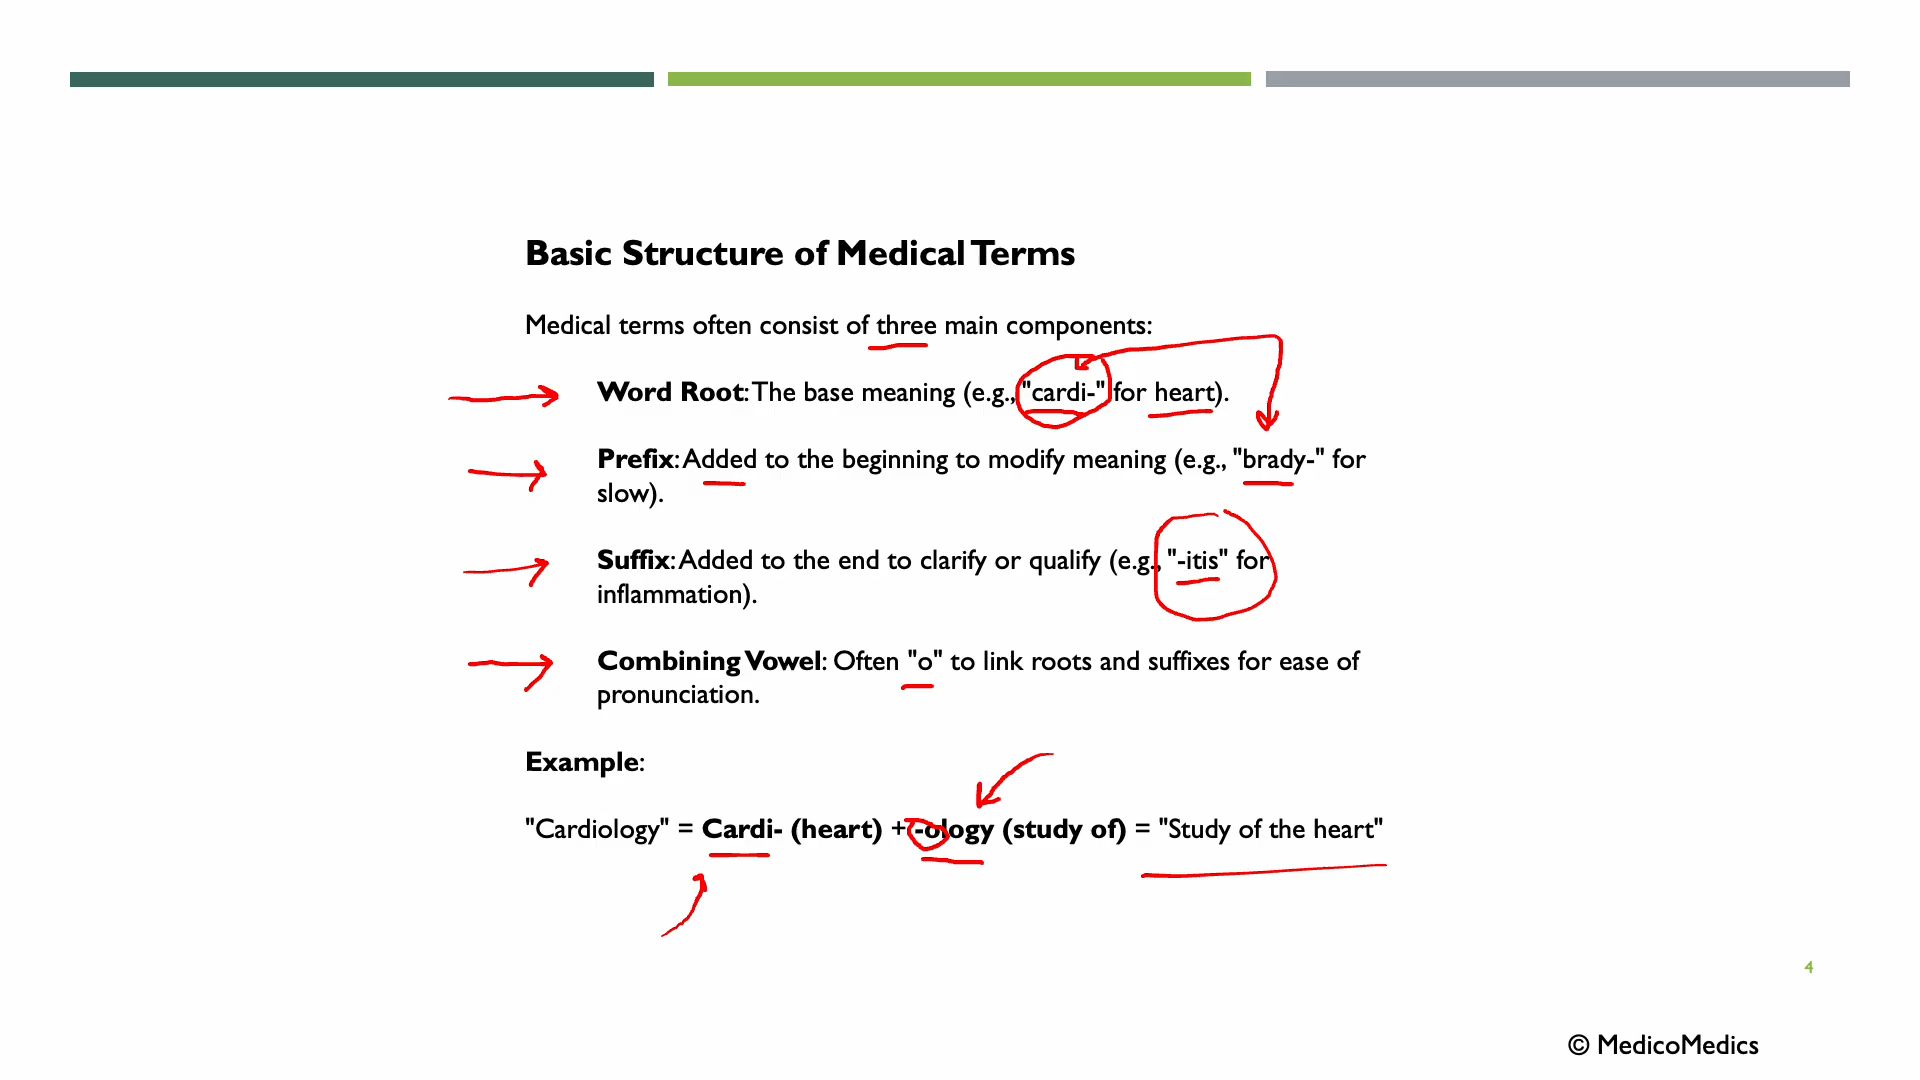 Basic Structure of Medical Terms
Medical terms often consist of three main components:
Word Root: The base meaning (e.g., "cardi-" for heart).
Prefix: Added to the beginning to modify meaning (e.g., "brady-" for
slow).
Suffix: Added to the end to clarify or qualify (e.g., "-itis" for
inflammation).
Combining Vowel: Often "o" to link roots and suffixes for ease of
pronunciation.
Example:
"Cardiology" = Cardi- (heart) + -ology (study of) = "Study of the heart"
4
© MedicoMedics